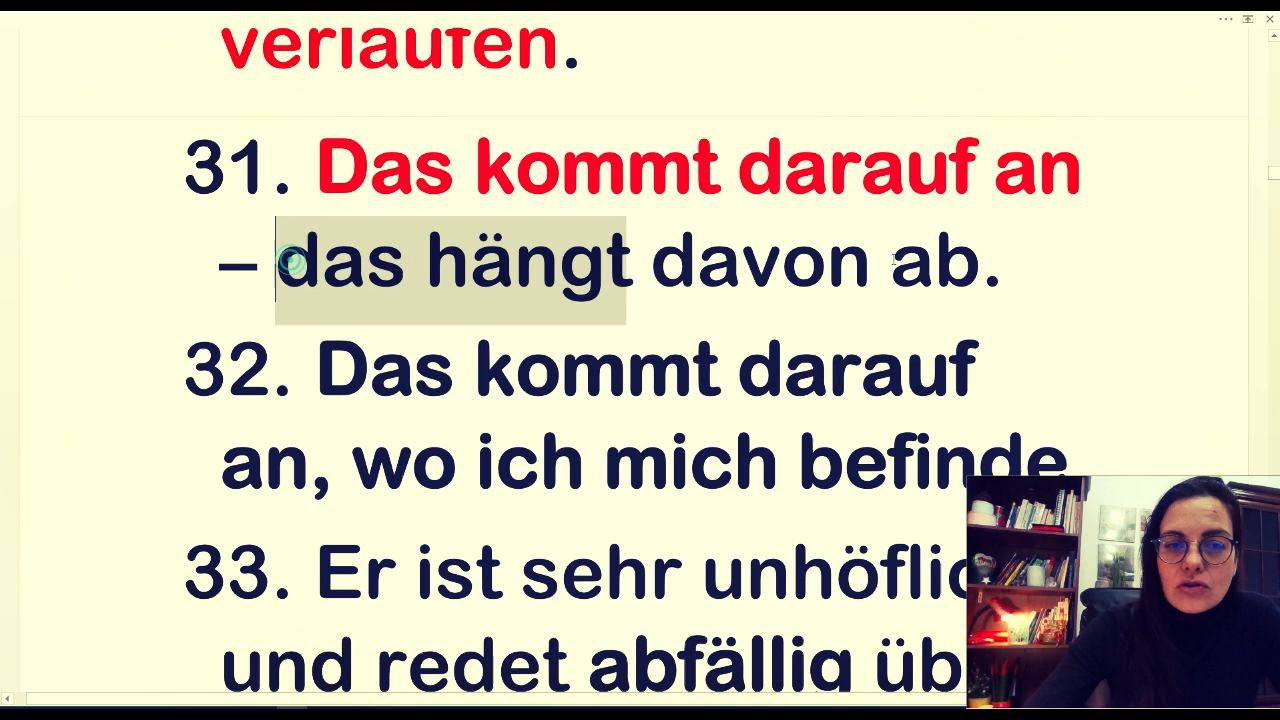 verlaufen.
31. Das kommt darauf an
– das hängt davon ab.
32. Das kommt darauf
an, wo ich mich befinde
33. Er ist sehr unhöflic
und redet abfällig üb